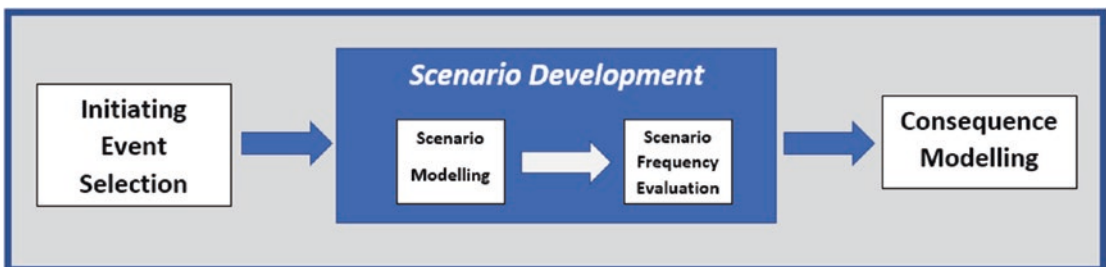 Initiating
Event
Selection
Scenario Development
Scenario
Modelling
Scenario
Frequency
Evaluation
Consequence
Modelling